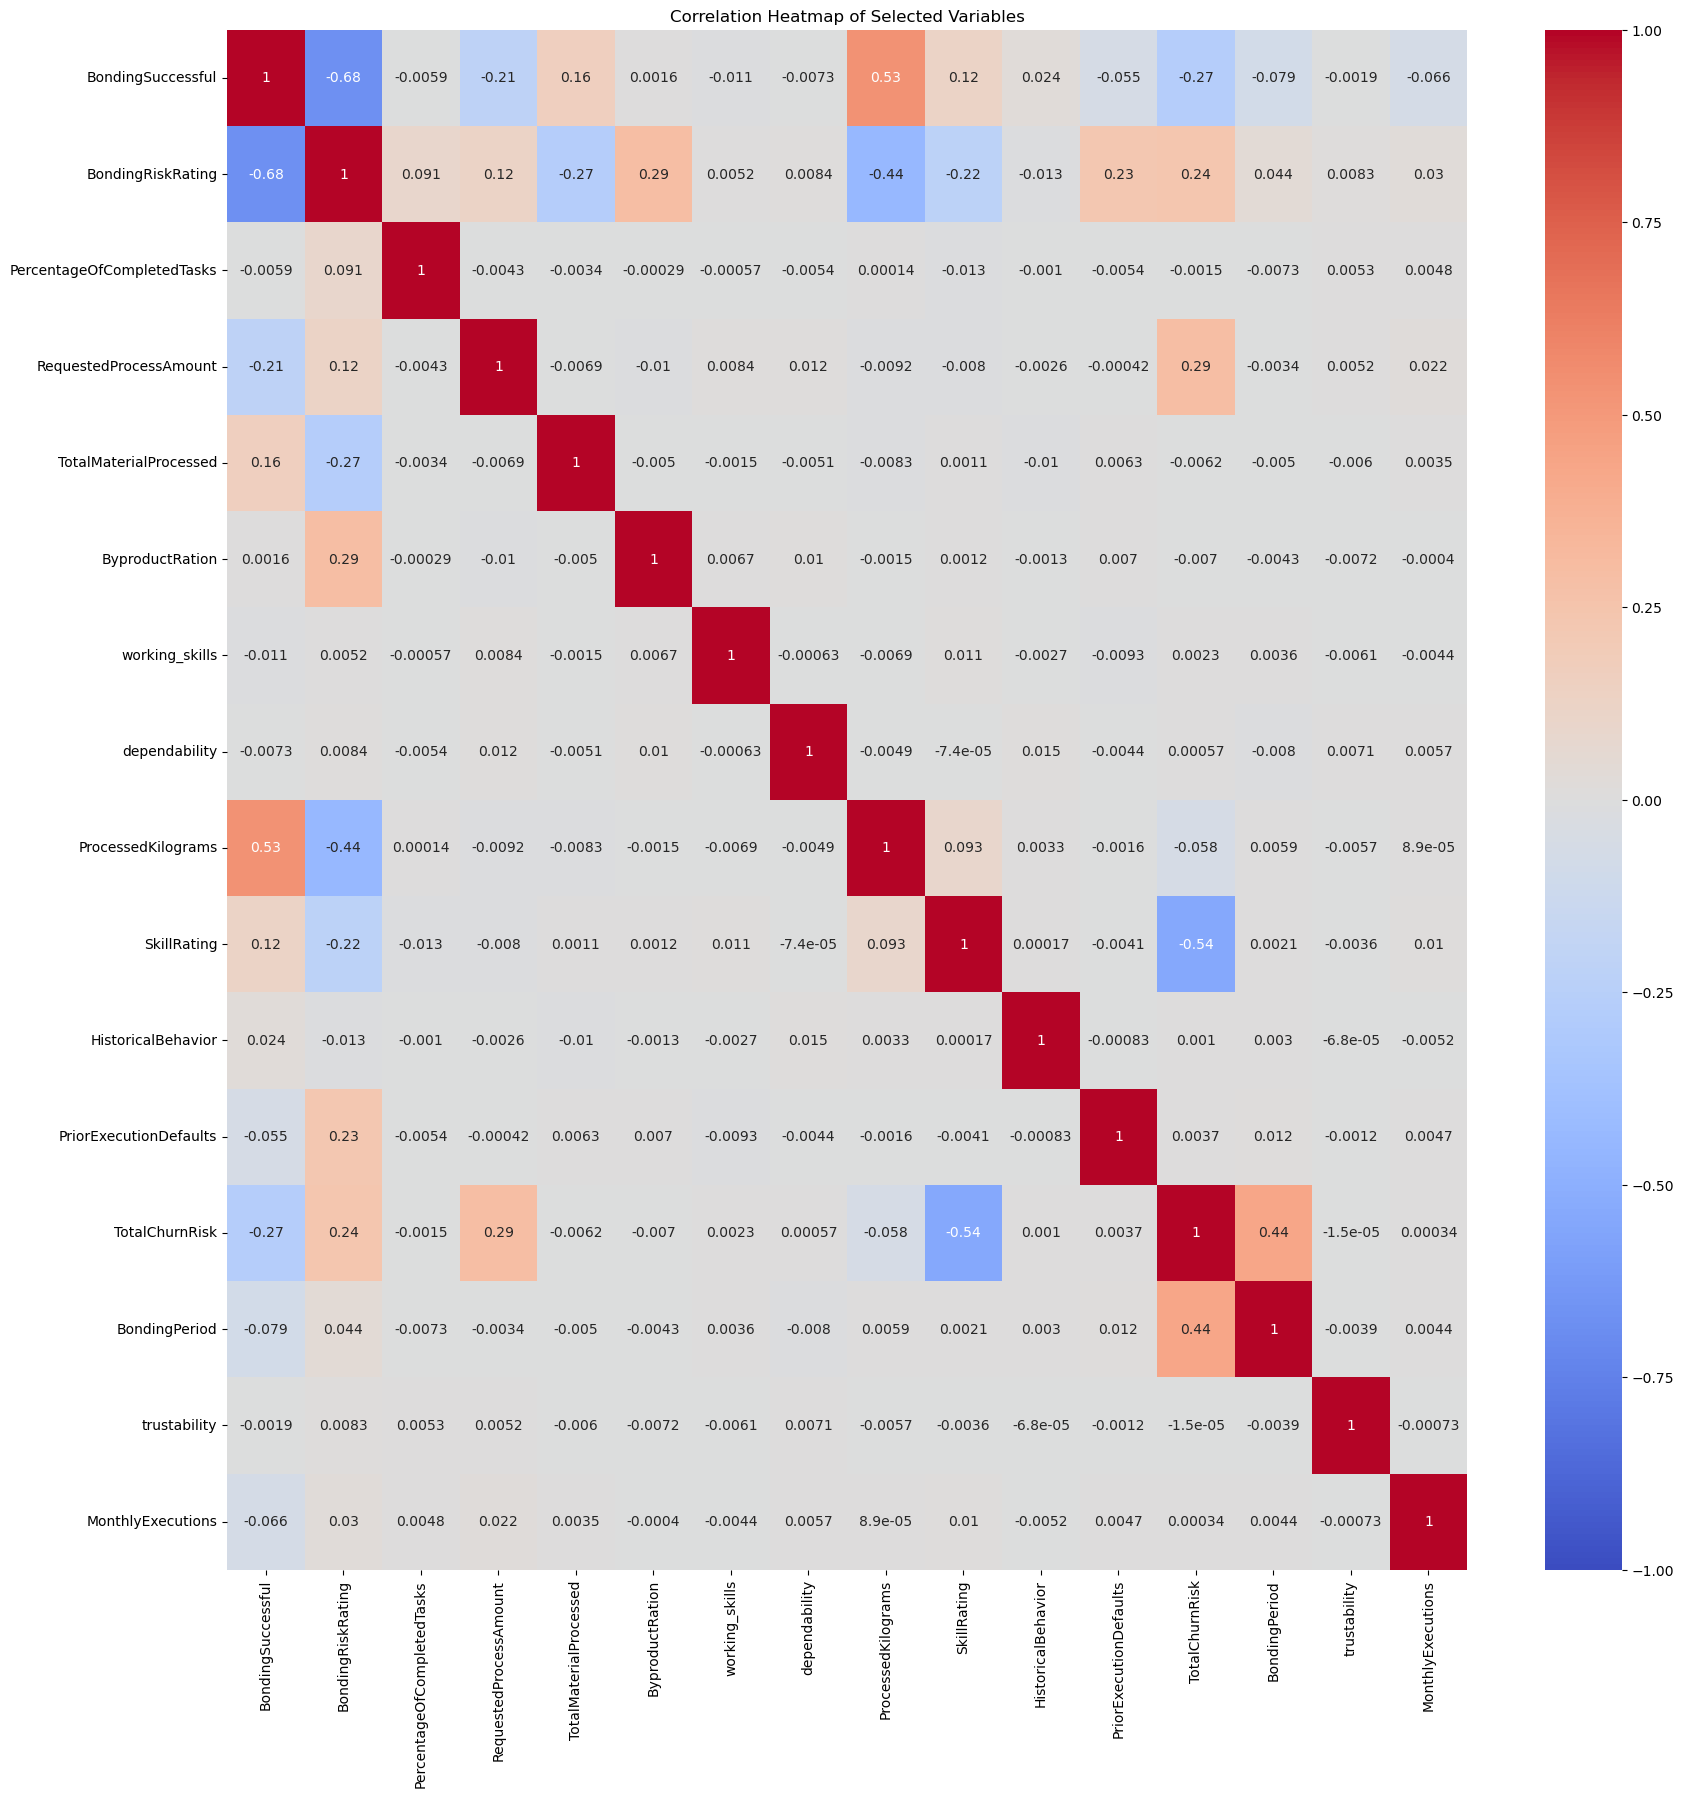 Correlation Heatmap of Selected Variables
BondingSuccessful 1 -0.68 -0.0059 -0.21 0.16 0.0016 -0.011 -0.0073 0.53 0.12 0.024 -0.055 -0.27 -0.079 -0.0019 -0.066
BondingRiskRating -0.68 1 0.091 0.12 -0.27 0.29 0.0052 0.0084 -0.44 -0.22 -0.013 0.23 0.24 0.044 0.0083 0.03
PercentageOfCompletedTasks -0.0059 0.091 1 -0.0043 -0.0034 -0.00029 -0.00057 -0.0054 0.00014 -0.013 -0.001 -0.0054 -0.0015 -0.0073 0.0053 0.0048
RequestedProcessAmount -0.21 0.12 -0.0043 1 -0.0069 -0.01 0.0084 0.012 -0.0092 -0.008 -0.0026 -0.00042 0.29 -0.0034 0.0052 0.022
TotalMaterialProcessed 0.16 -0.27 -0.0034 -0.0069 1 -0.005 -0.0015 -0.0051 -0.0083 0.0011 -0.01 0.0063 -0.0062 -0.005 -0.006 0.0035
ByproductRation 0.0016 0.29 -0.00029 -0.01 -0.005 1 0.0067 0.01 -0.0015 0.0012 -0.0013 0.007 -0.007 -0.0043 -0.0072 -0.0004
working_skills -0.011 0.0052 -0.00057 0.0084 -0.0015 0.0067 1 -0.00063 -0.0069 0.011 -0.0027 -0.0093 0.0023 0.0036 -0.0061 -0.0044
dependability -0.0073 0.0084 -0.0054 0.012 -0.0051 0.01 -0.00063 1 -0.0049 -7.4e-05 0.015 -0.0044 0.00057 -0.008 0.0071 0.0057
ProcessedKilograms 0.53 -0.44 0.00014 -0.0092 -0.0083 -0.0015 -0.0069 -0.0049 1 0.093 0.0033 -0.0016 -0.058 0.0059 -0.0057 8.9e-05
SkillRating 0.12 -0.22 -0.013 -0.008 0.0011 0.0012 0.011 -7.4e-05 0.093 1 0.00017 -0.0041 -0.54 0.0021 -0.0036 0.01
HistoricalBehavior 0.024 -0.013 -0.001 -0.0026 -0.01 -0.0013 -0.0027 0.015 0.0033 0.00017 1 -0.00083 0.001 0.003 -6.8e-05 -0.0052
PriorExecutionDefaults -0.055 0.23 -0.0054 -0.00042 0.0063 0.007 -0.0093 -0.0044 -0.0016 -0.0041 -0.00083 1 0.0037 0.012 -0.0012 0.0047
TotalChurnRisk -0.27 0.24 -0.0015 0.29 -0.0062 -0.007 0.0023 0.00057 -0.058 -0.54 0.001 0.0037 1 0.44 -1.5e-05 0.00034
BondingPeriod -0.079 0.044 -0.0073 -0.0034 -0.005 -0.0043 0.0036 -0.008 0.0059 0.0021 0.003 0.012 0.44 1 -0.0039 0.0044
trustability -0.0019 0.0083 0.0053 0.0052 -0.006 -0.0072 -0.0061 0.0071 -0.0057 -0.0036 -6.8e-05 -0.0012 -1.5e-05 -0.0039 1 -0.00073
MonthlyExecutions -0.066 0.03 0.0048 0.022 0.0035 -0.0004 -0.0044 0.0057 8.9e-05 0.01 -0.0052 0.0047 0.00034 0.0044 -0.00073 1
BondingSuccessful
BondingRiskRating
PercentageOfCompletedTasks
RequestedProcessAmount
TotalMaterialProcessed
ByproductRation
working_skills
dependability
ProcessedKilograms
SkillRating
HistoricalBehavior
PriorExecutionDefaults
TotalChurnRisk
BondingPeriod
trustability
MonthlyExecutions
1.00
0.75
0.50
0.25
0.00
−0.25
−0.50
−0.75
−1.00